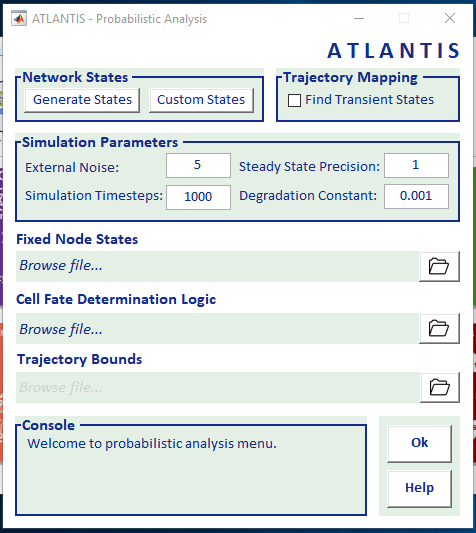 ATLANTIS - Probabilistic Analysis
ATLANTIS
Network States
Generate States Custom States
Trajectory Mapping
Find Transient States
Simulation Parameters
External Noise: 5 Steady State Precision: 1
Simulation Timesteps: 1000 Degradation Constant: 0.001
Fixed Node States
Browse file...
Cell Fate Determination Logic
Browse file...
Trajectory Bounds
Browse file...
Console
Welcome to probabilistic analysis menu.
Ok
Help